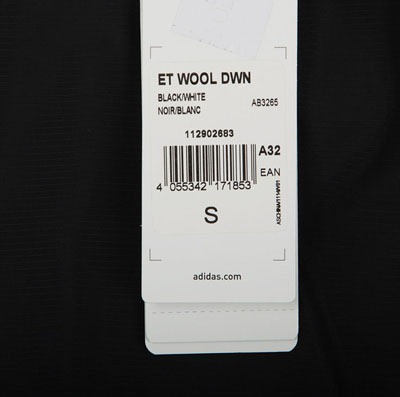 ET WOOL DWN
BLACK/WHITE
NOIR/BLANC
AB3265
112902683
A32
EAN
4 055342 171853
S
adidas.com